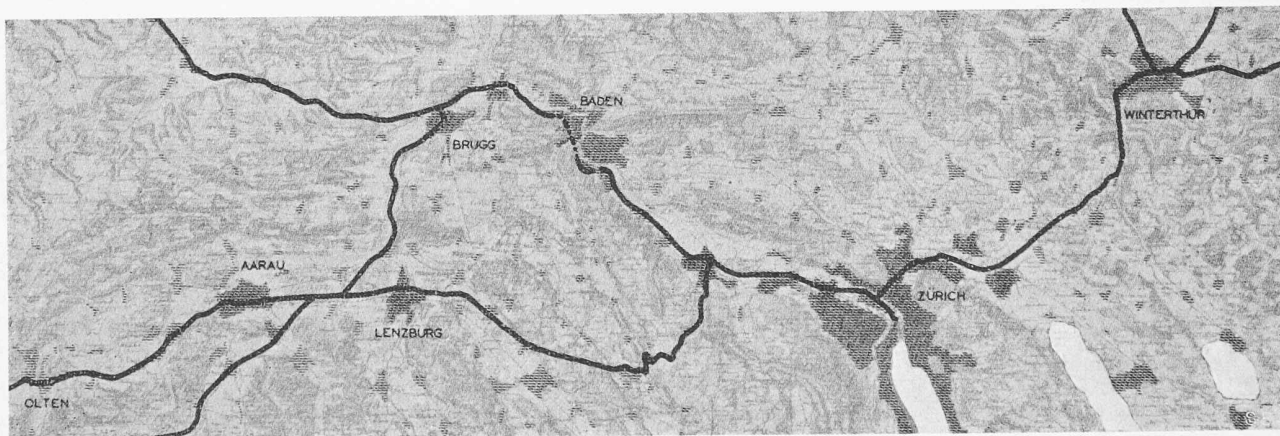 BADEN
WINTERTHUR
BRUGG
AARAU
ZÜRICH
LENZBURG
OLTEN